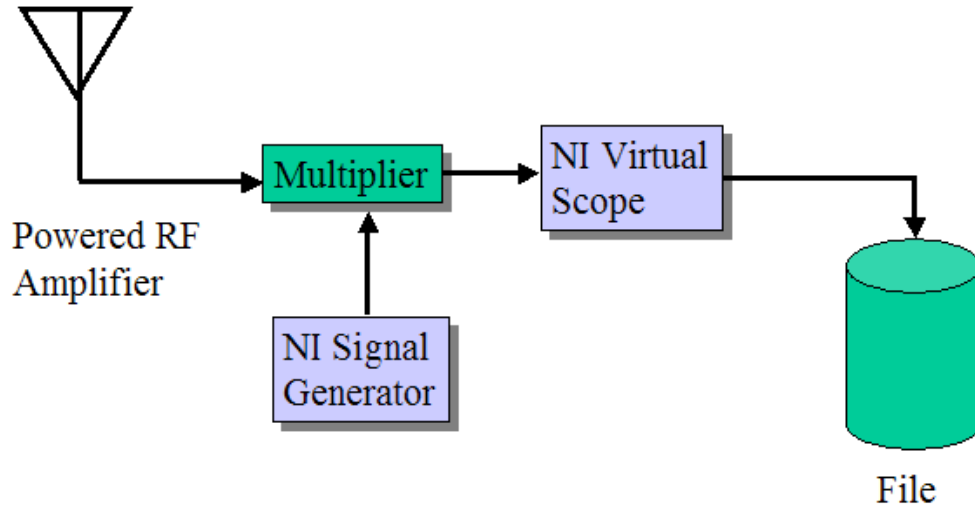 Powered RF
Amplifier
Multiplier
NI Signal
Generator
NI Virtual
Scope
File